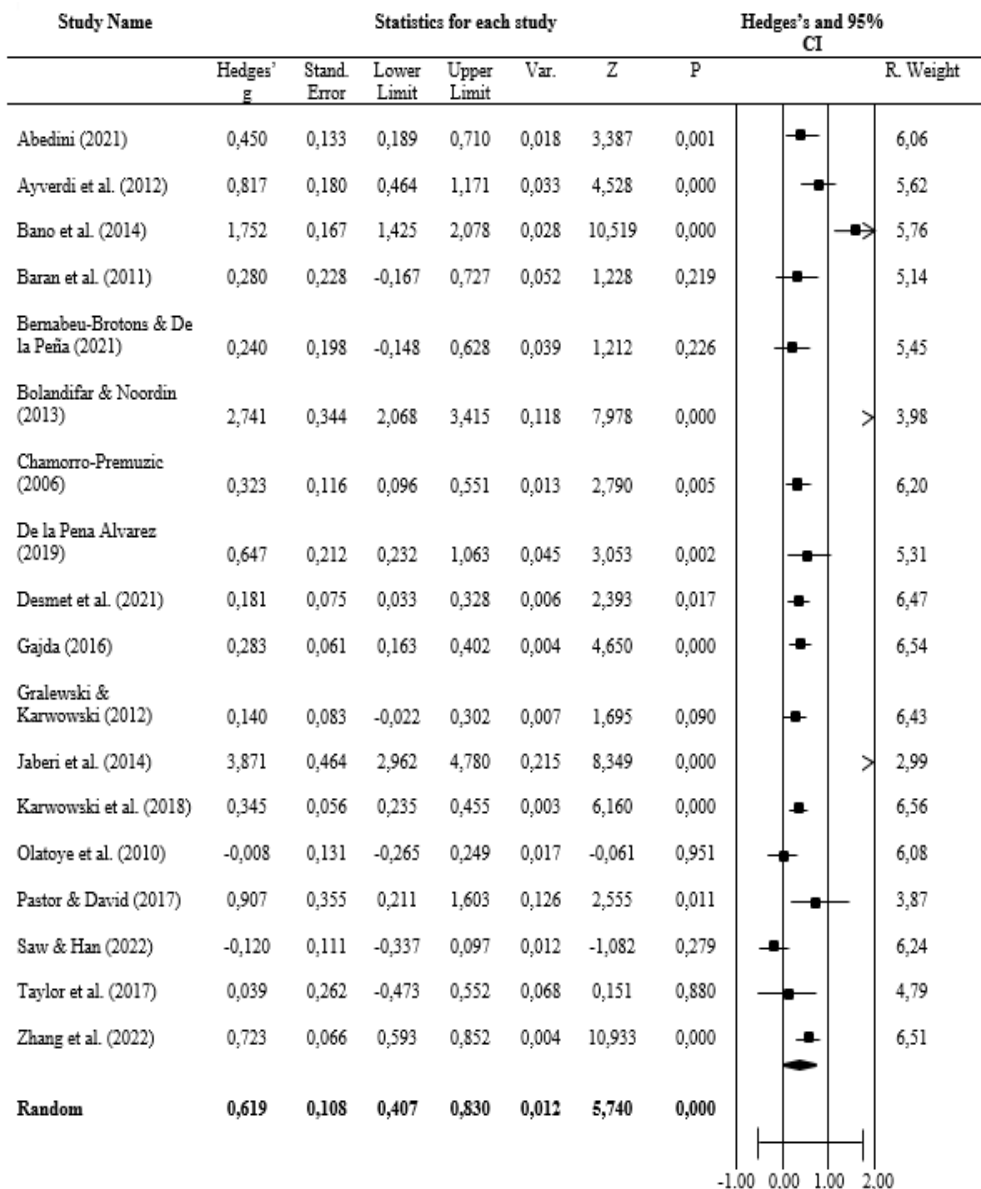 Study Name Statistics for each study Hedges's and 95%
CI
Hedges' Stand. Lower Upper Var. Z P R. Weight
g Error Limit Limit
Abedini (2021) 0,450 0,133 0,189 0,710 0,018 3,387 0,001 6,06
Ayverdi et al. (2012) 0,817 0,180 0,464 1,171 0,033 4,528 0,000 5,62
Bano et al. (2014) 1,752 0,167 1,425 2,078 0,028 10,519 0,000 5,76
Baran et al. (2011) 0,280 0,228 -0,167 0,727 0,052 1,228 0,219 5,14
Bernabeu-Brotons & De
la Peña (2021) 0,240 0,198 -0,148 0,628 0,039 1,212 0,226 5,45
Bolandifar & Noordin
(2013) 2,741 0,344 2,068 3,415 0,118 7,978 0,000 3,98
Chamorro-Premuzic
(2006) 0,323 0,116 0,096 0,551 0,013 2,790 0,005 6,20
De la Pena Alvarez
(2019) 0,647 0,212 0,232 1,063 0,045 3,053 0,002 5,31
Desmet et al. (2021) 0,181 0,075 0,033 0,328 0,006 2,393 0,017 6,47
Gajda (2016) 0,283 0,061 0,163 0,402 0,004 4,650 0,000 6,54
Gralewski &
Karwowski (2012) 0,140 0,083 -0,022 0,302 0,007 1,695 0,090 6,43
Jaberi et al. (2014) 3,871 0,464 2,962 4,780 0,215 8,349 0,000 2,99
Karwowski et al. (2018) 0,345 0,056 0,235 0,455 0,003 6,160 0,000 6,56
Olatoye et al. (2010) -0,008 0,131 -0,265 0,249 0,017 -0,061 0,951 6,08
Pastor & David (2017) 0,907 0,355 0,211 1,603 0,126 2,555 0,011 3,87
Saw & Han (2022) -0,120 0,111 -0,337 0,097 0,012 -1,082 0,279 6,24
Taylor et al. (2017) 0,039 0,262 -0,473 0,552 0,068 0,151 0,880 4,79
Zhang et al. (2022) 0,723 0,066 0,593 0,852 0,004 10,933 0,000 6,51
Random 0,619 0,108 0,407 0,830 0,012 5,740 0,000
-1.00 0.00 1.00 2.00